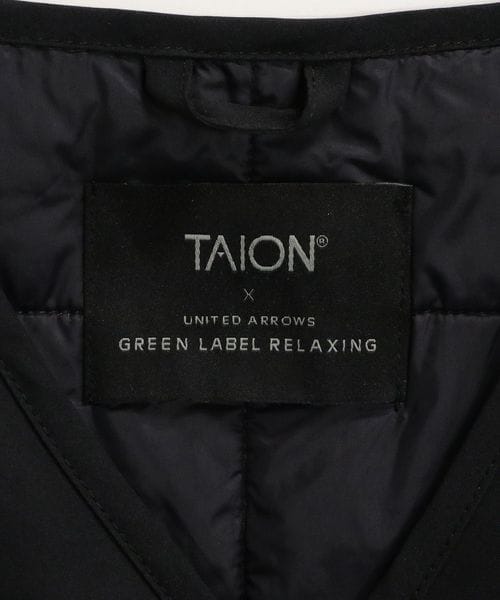 TAION®
X
UNITED ARROWS
GREEN LABEL RELAXING